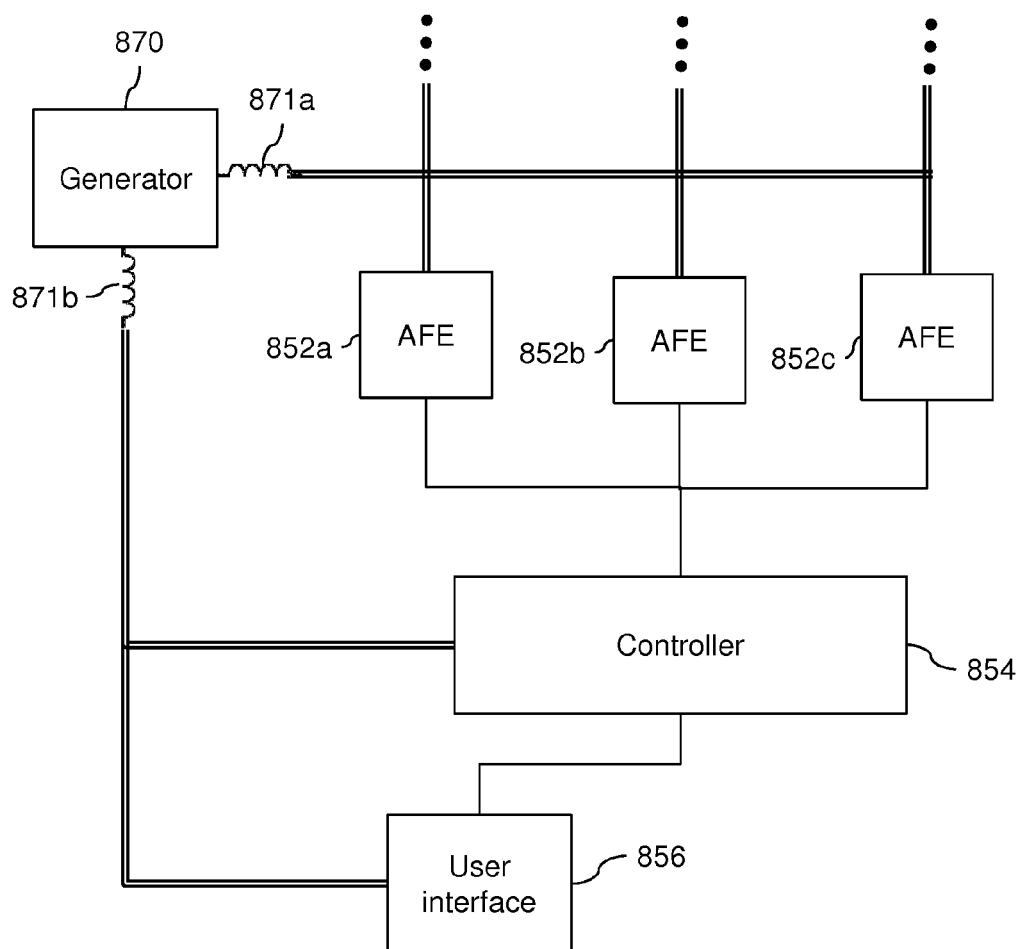 870
871a
Generator
871b
AFE
852a
AFE
852b
AFE
852c
Controller
854
User
interface
856